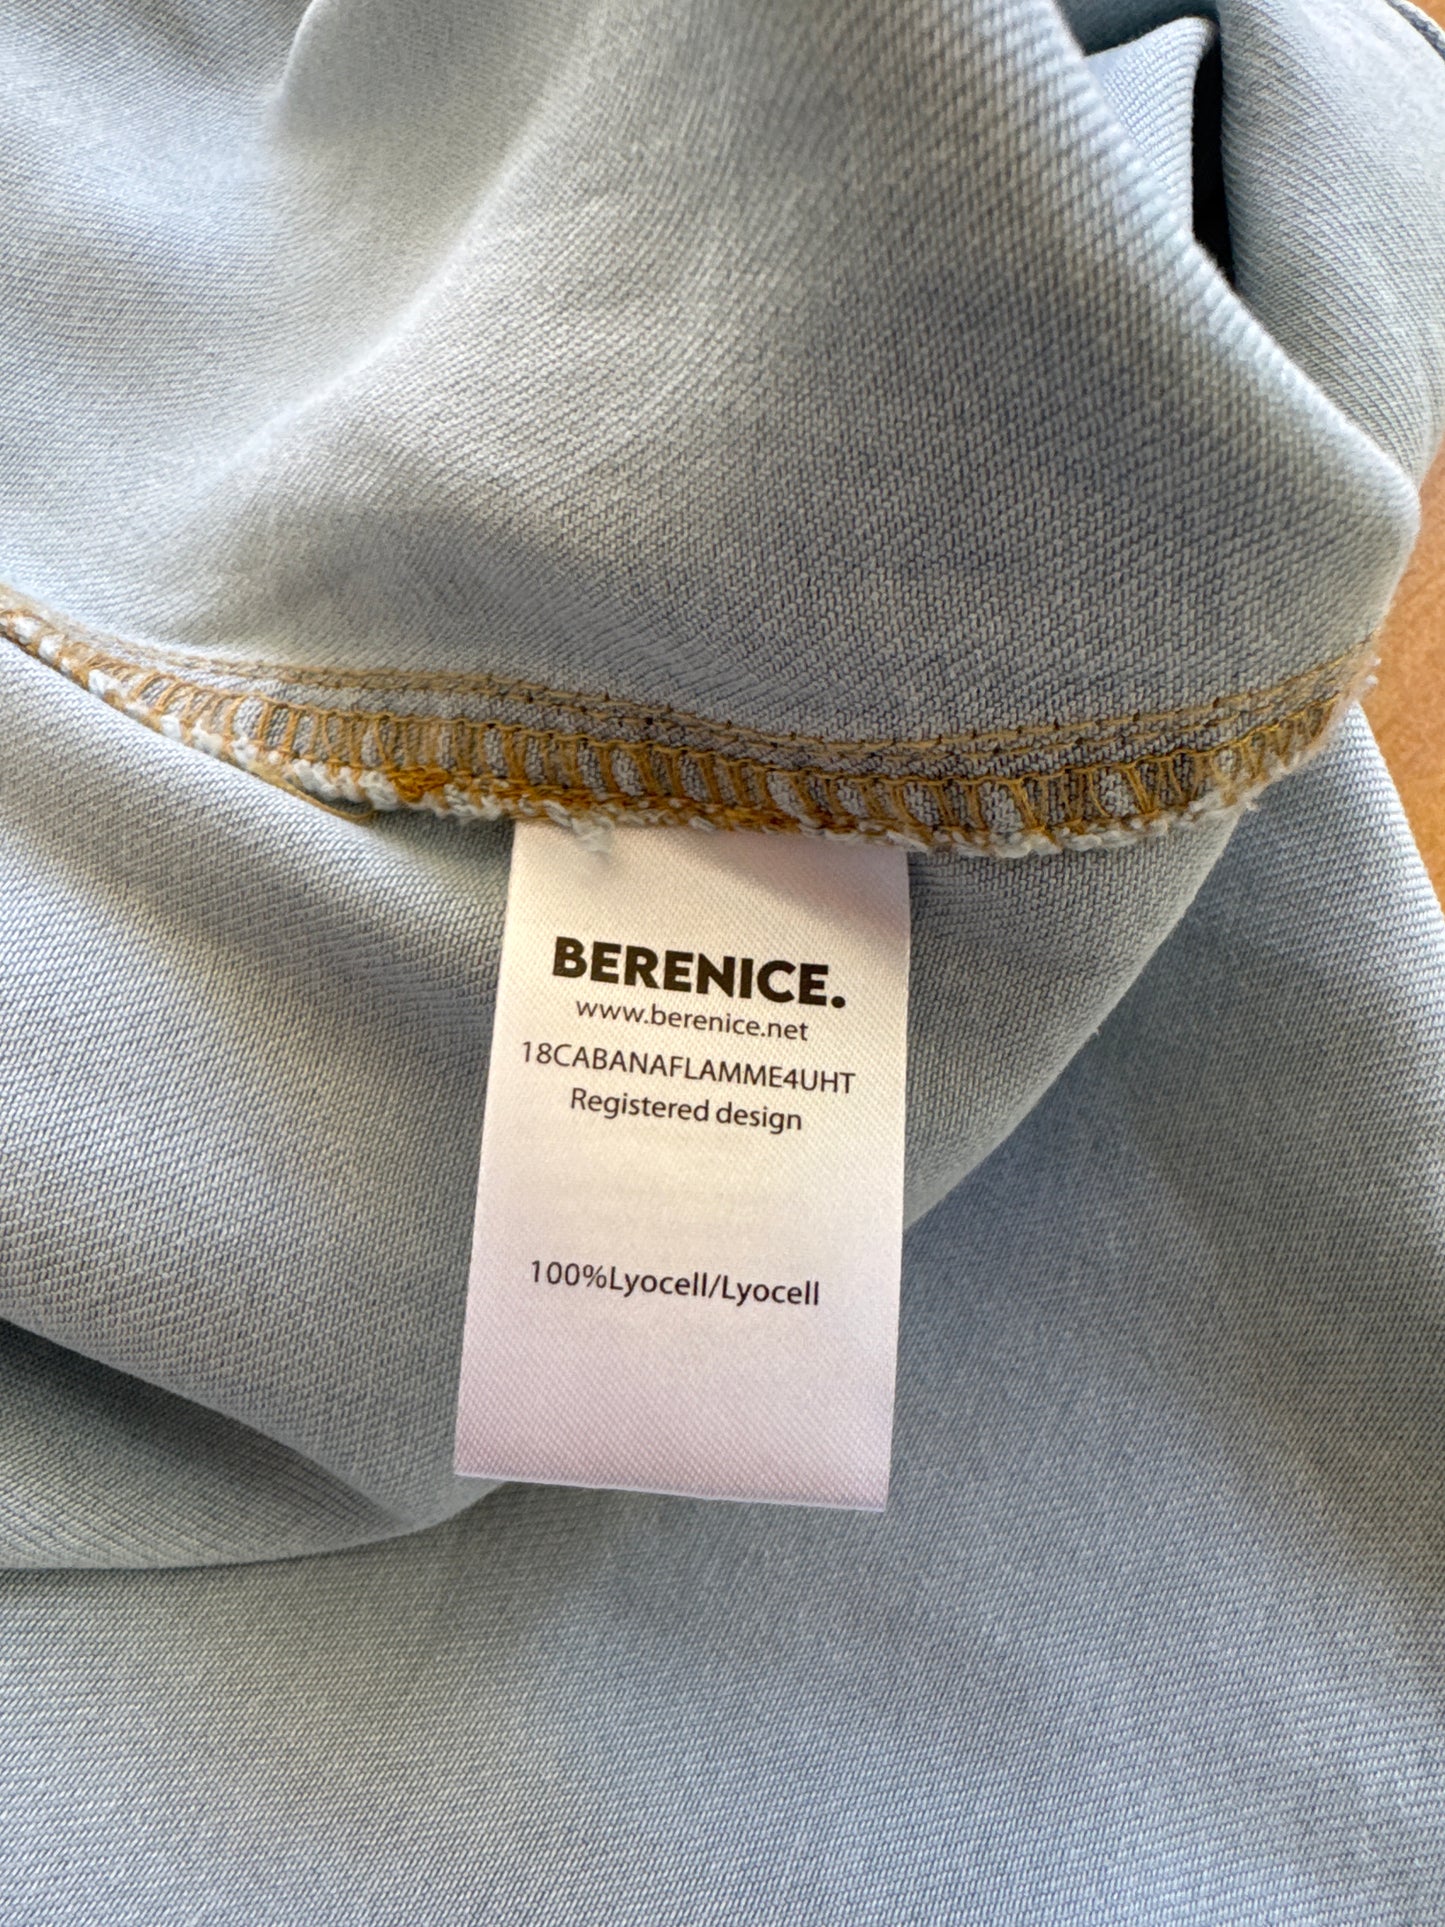 BERENICE.
www.berenice.net
18CABANAFLAMME4UHT
Registered design
100%Lyocell/Lyocell